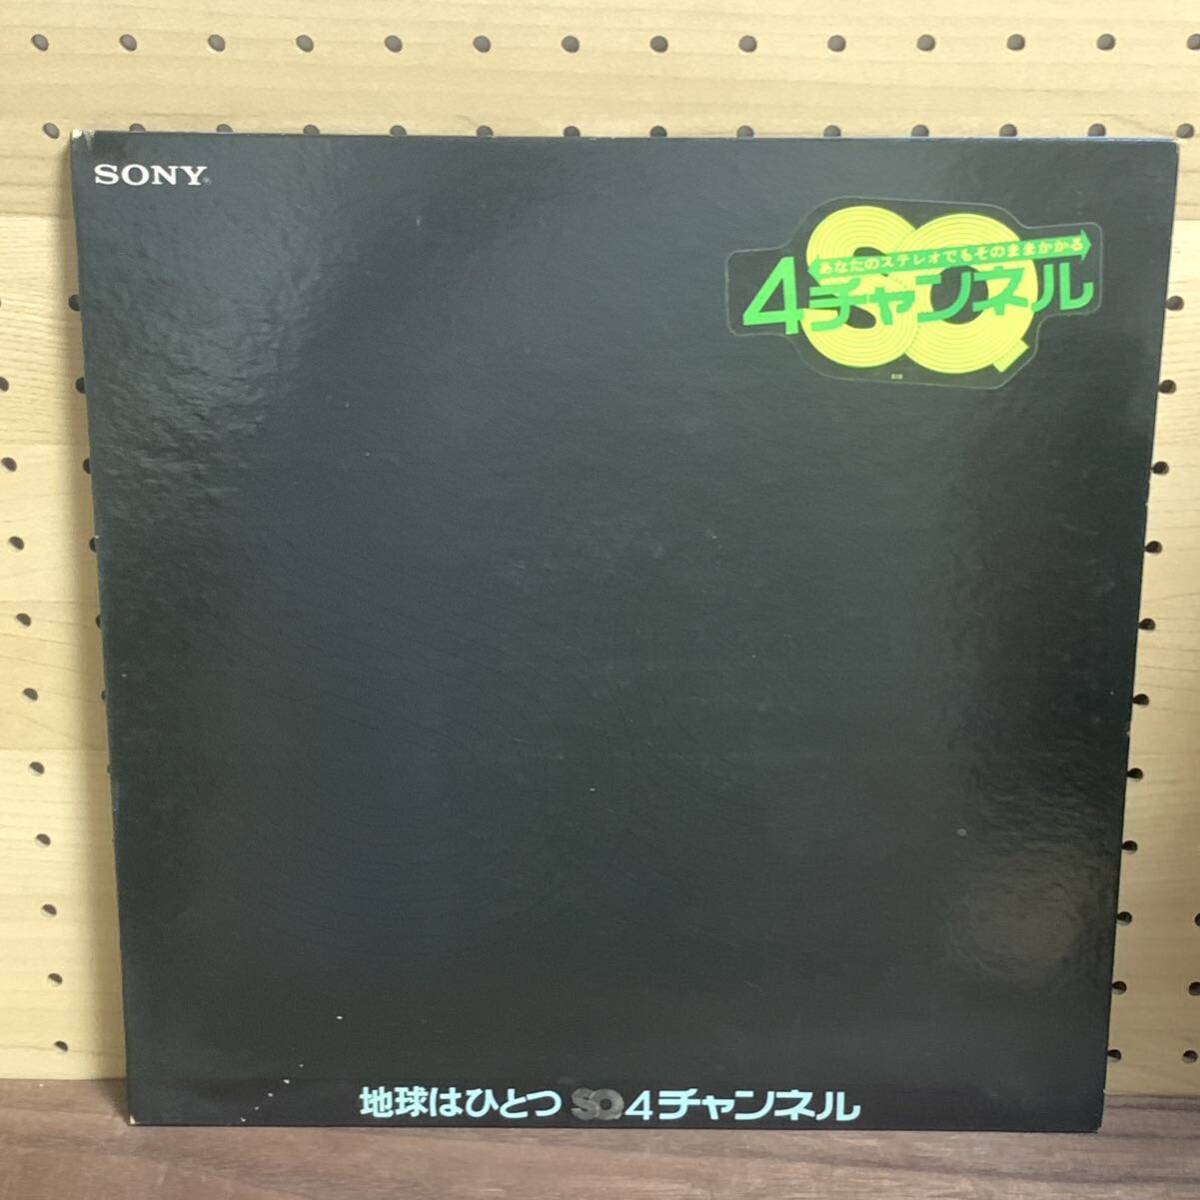 SONY
SQ
あなたのステレオでもそのままかかる
4チャンネル
地球はひとつ SQ 4チャンネル